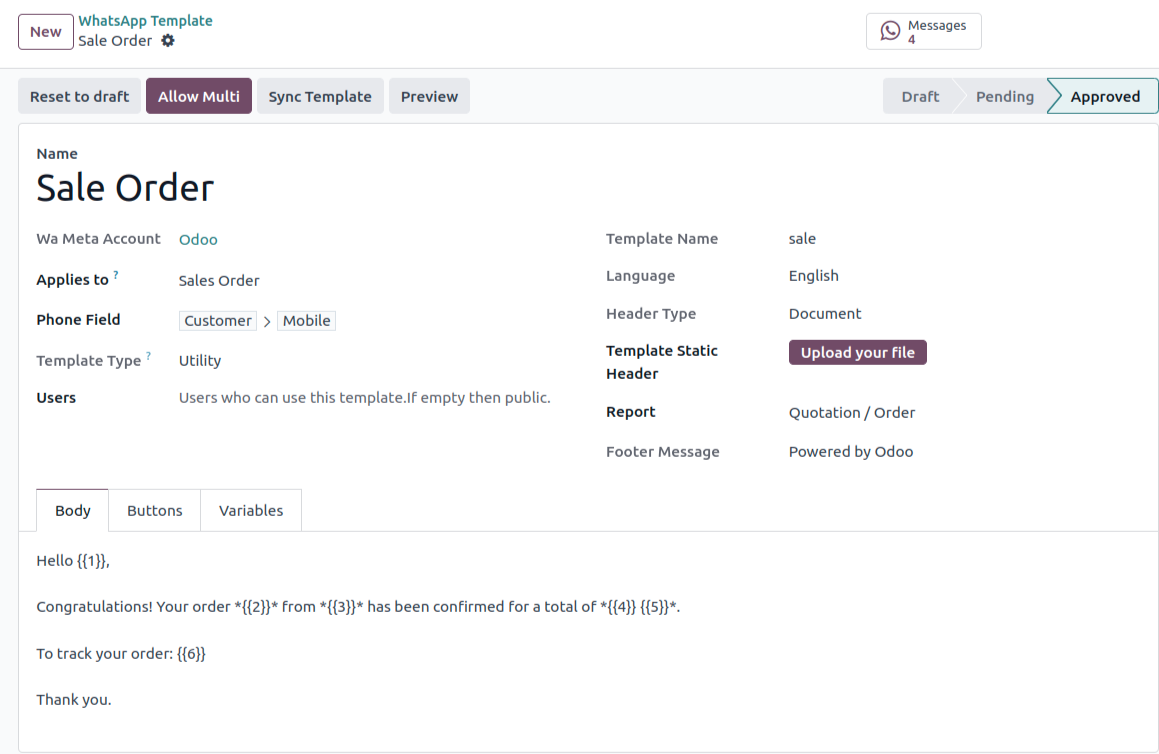 New
WhatsApp Template
Sale Order
Messages
4
Reset to draft
Allow Multi
Sync Template
Preview
Draft
Pending
Approved
Name
Sale Order
Wa Meta Account
Odoo
Applies to ?
Sales Order
Phone Field
Customer > Mobile
Template Type ?
Utility
Users
Users who can use this template.If empty then public.
Template Name
sale
Language
English
Header Type
Document
Template Static
Header
Upload your file
Report
Quotation / Order
Footer Message
Powered by Odoo
Body
Buttons
Variables
Hello {{1}},
Congratulations! Your order *{{2}}* from *{{3}}* has been confirmed for a total of *{{4}} {{5}}*.
To track your order: {{6}}
Thank you.